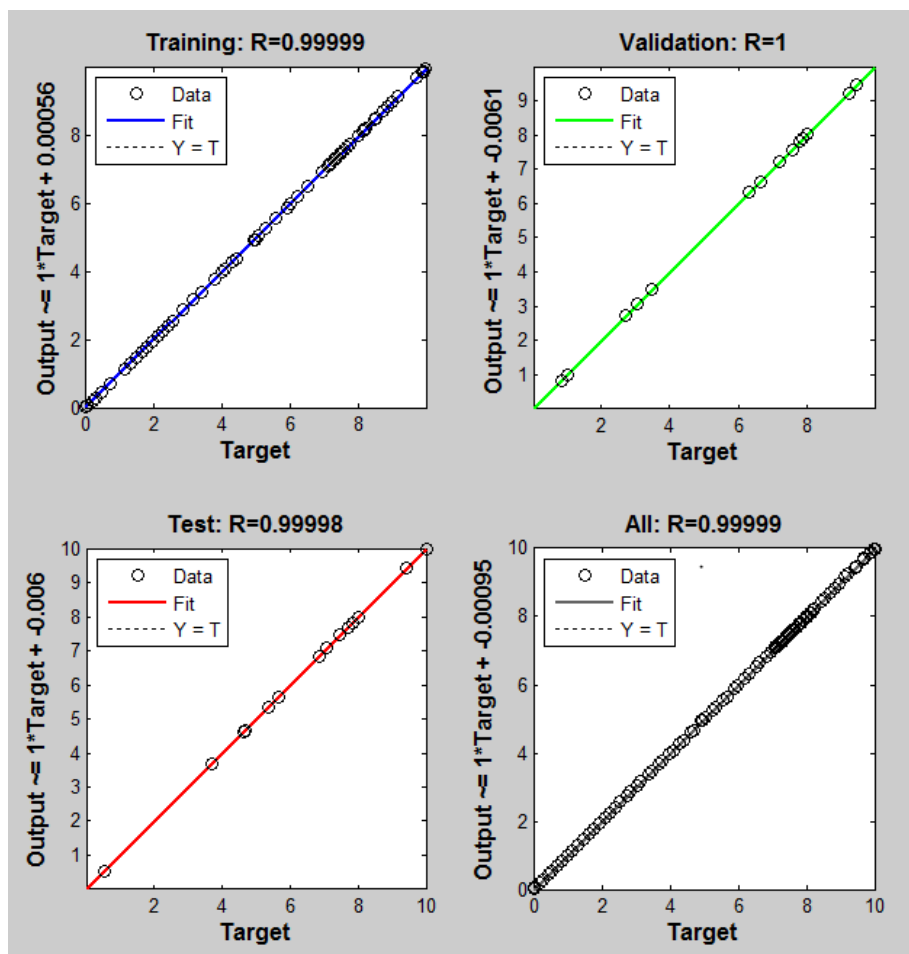 Training: R=0.99999
Output ~= 1*Target + 0.00056
Data
Fit
Y = T
8
6
4
2
0
0 2 4 6 8 10
Target
Validation: R=1
Output ~= 1*Target + -0.0061
Data
Fit
Y = T
9
8
7
6
5
4
3
2
1
2 4 6 8 10
Target
Test: R=0.99998
Output ~= 1*Target + -0.006
Data
Fit
Y = T
10
9
8
7
6
5
4
3
2
1
2 4 6 8 10
Target
All: R=0.99999
Output ~= 1*Target + -0.00095
Data
Fit
Y = T
10
8
6
4
2
0
0 2 4 6 8 10
Target